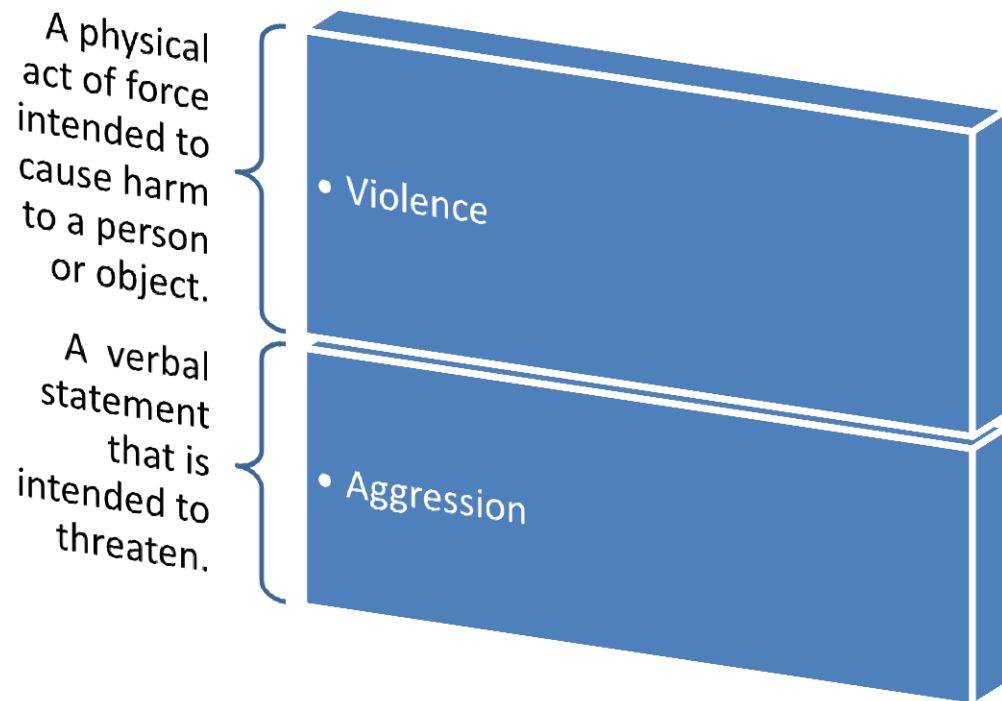 A physical
act of force
intended to
cause harm
to a person
or object.
• Violence
A verbal
statement
that is
intended to
threaten.
• Aggression